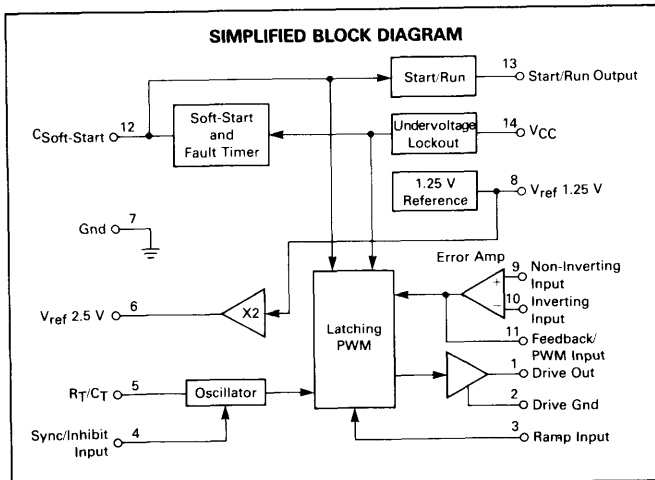 SIMPLIFIED BLOCK DIAGRAM
13
Start/Run
Start/Run Output
12
CSoft-Start
Soft-Start
and
Fault Timer
Undervoltage
Lockout
14
VCC
1.25 V
Reference
8
Vref 1.25 V
7
Gnd
Error Amp
9
Non-Inverting
Input
+
10
Inverting
Input
−
11
Feedback/
PWM Input
6
Vref 2.5 V
X2
Latching
PWM
1
Drive Out
2
Drive Gnd
5
RT/CT
Oscillator
3
Ramp Input
Sync/Inhibit
Input
4